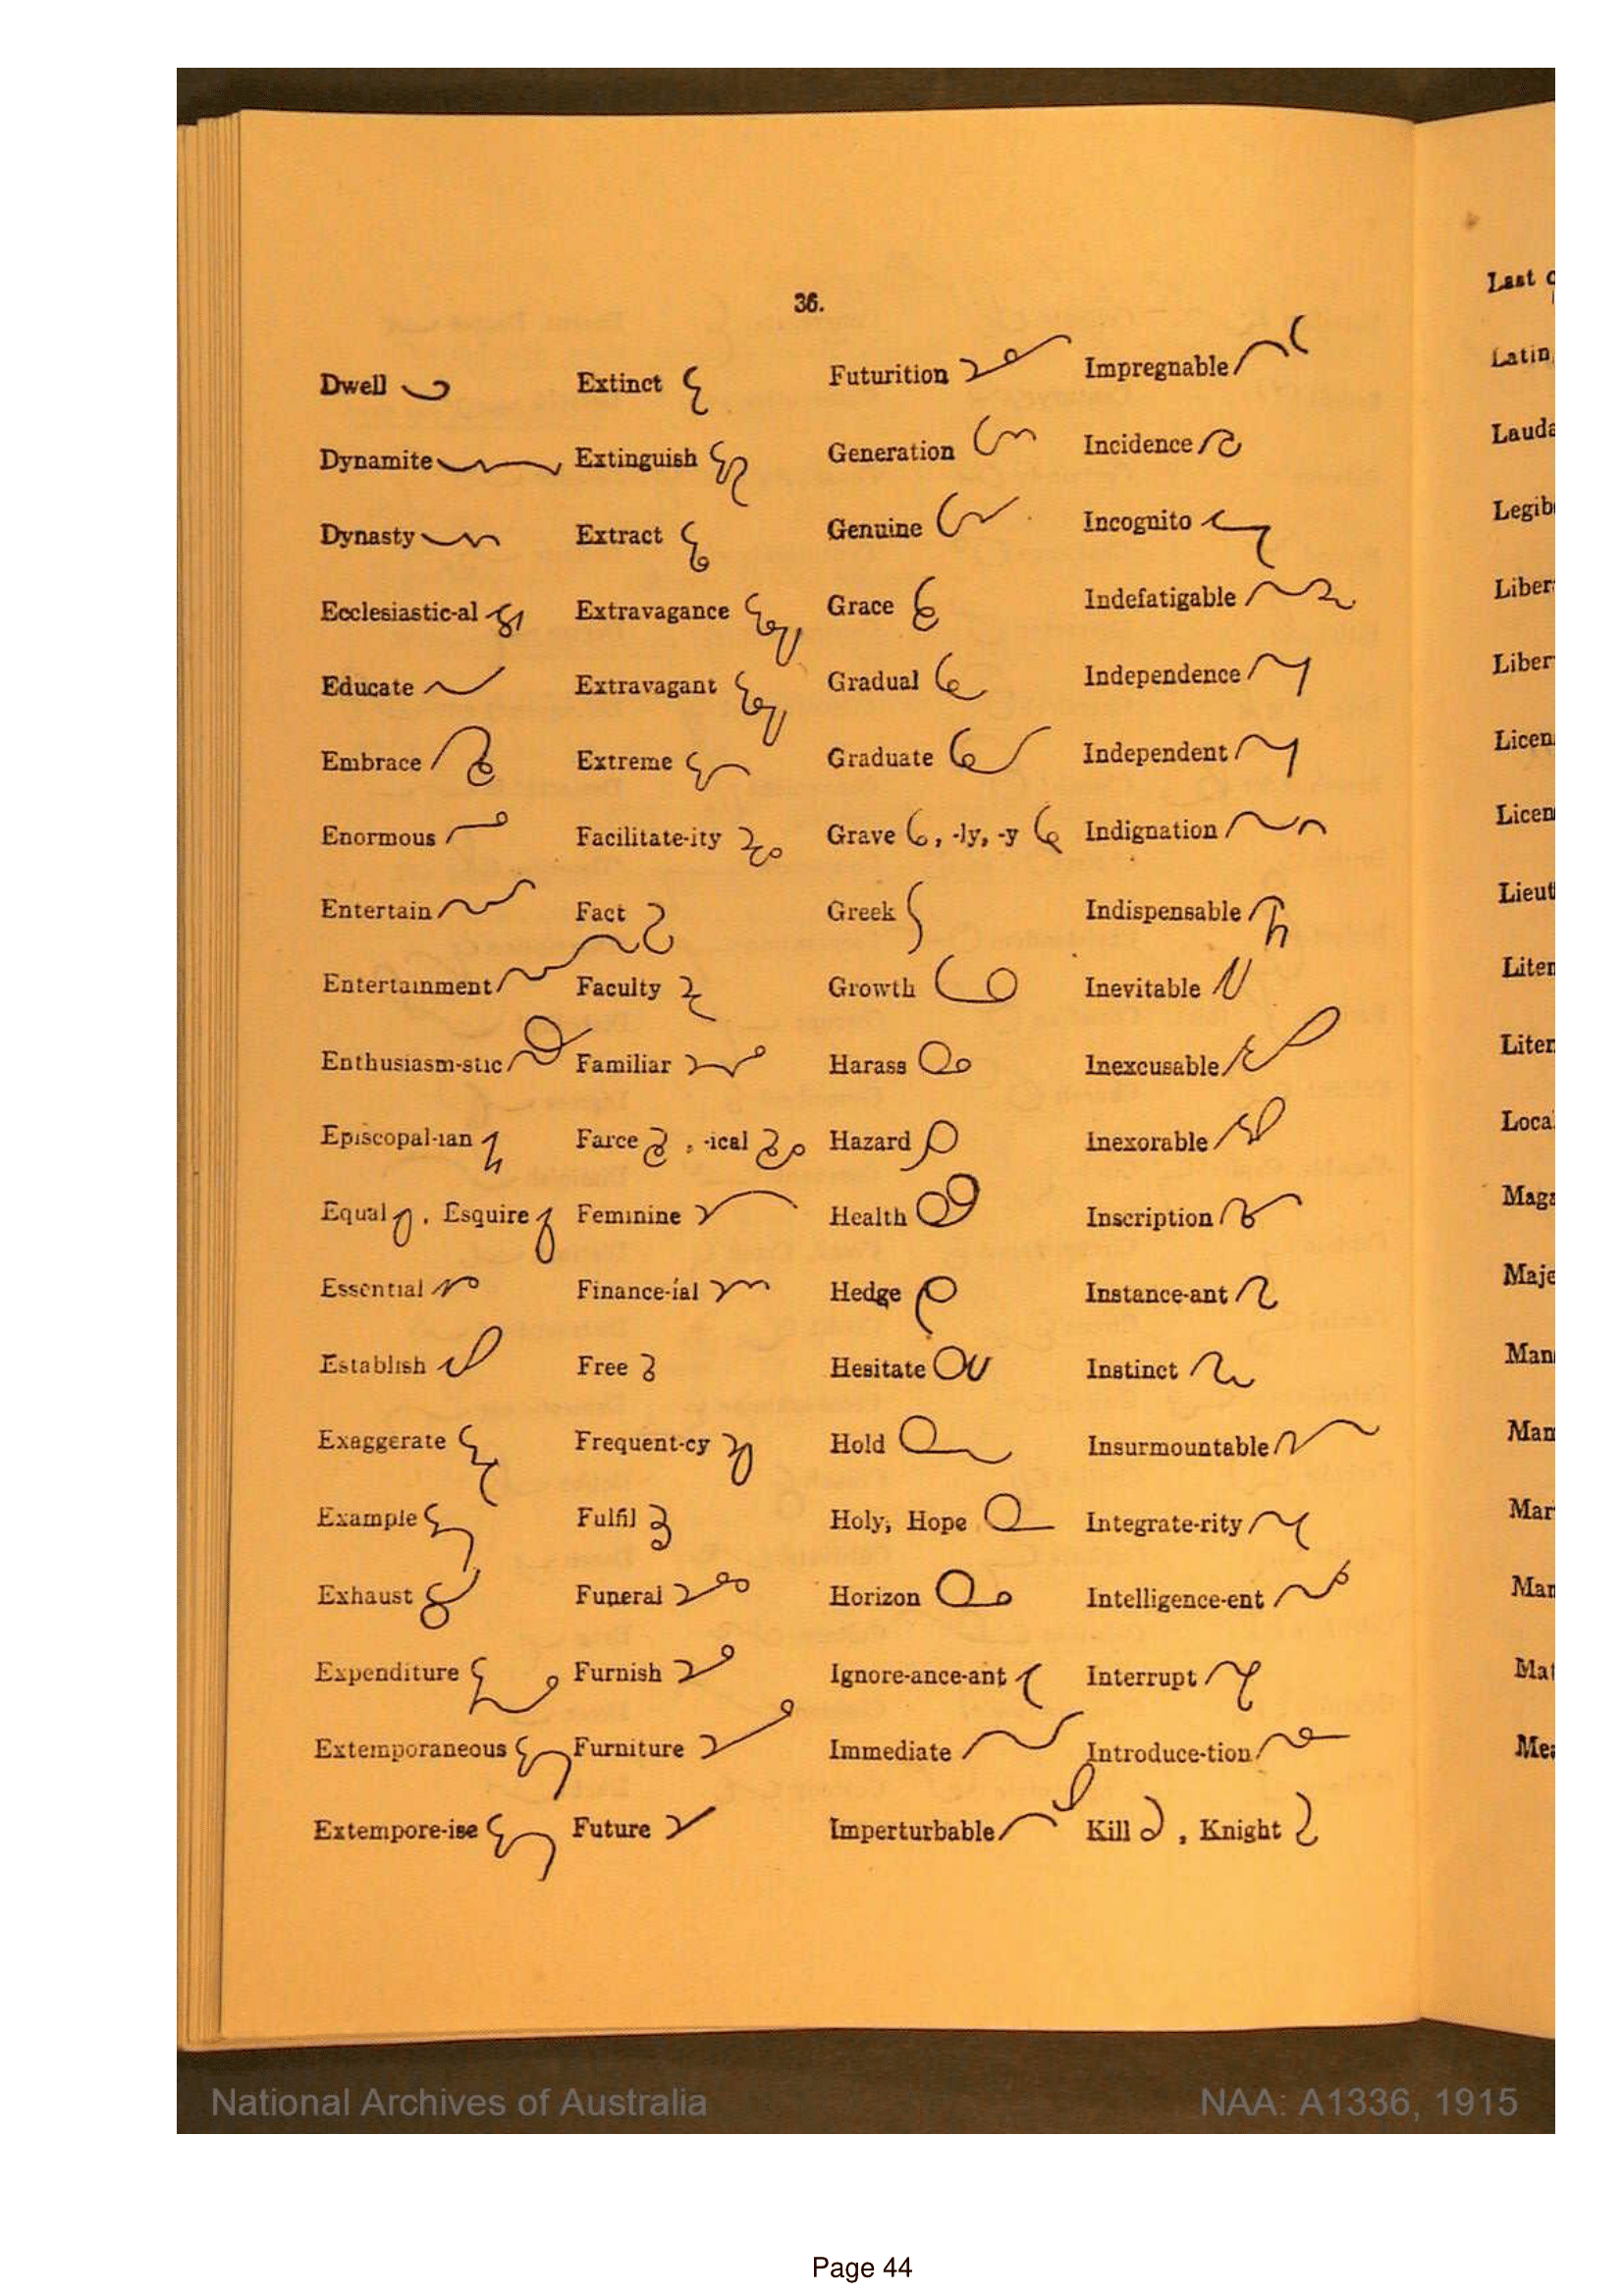 36.
Dwell Extinct Futurition Impregnable
Dynamite Extinguish Generation Incidence
Dynasty Extract Genuine Incognito
Ecclesiastic-al Extravagance Grace Indefatigable
Educate Extravagant Gradual Independence
Embrace Extreme Graduate Independent
Enormous Facilitate-ity Grave , -ly, -y Indignation
Entertain Fact Greek Indispensable
Entertainment Faculty Growth Inevitable
Enthusiasm-stic Familiar Harass Inexcusable
Episcopal-ian Farce , -ical Hazard Inexorable
Equal , Esquire Feminine Health Inscription
Essential Finance-ial Hedge Instance-ant
Establish Free Hesitate Instinct
Exaggerate Frequent-cy Hold Insurmountable
Example Fulfil Holy, Hope Integrate-rity
Exhaust Funeral Horizon Intelligence-ent
Expenditure Furnish Ignore-ance-ant Interrupt
Extemporaneous Furniture Immediate Introduce-tion
Extempore-ise Future Imperturbable Kill , Knight
Last
Latin
Lauda
Legib
Liber
Liber
Licen
Licen
Lieut
Liter
Liter
Loca
Maga
Maje
Man
Man
Mar
Mar
Mat
Mea
National Archives of Australia NAA: A1336, 1915
Page 44